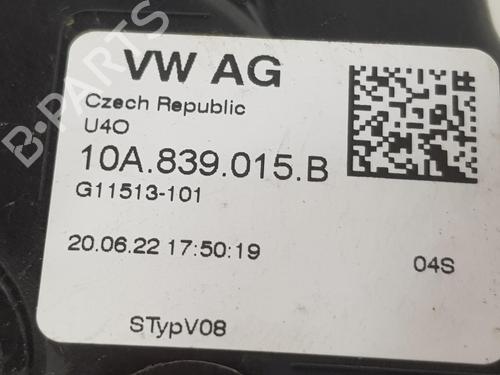 VW AG
Czech Republic
U4O
10A.839.015.B
G11513-101
20.06.22 17:50:19
04S
STypV08
B-PARTS